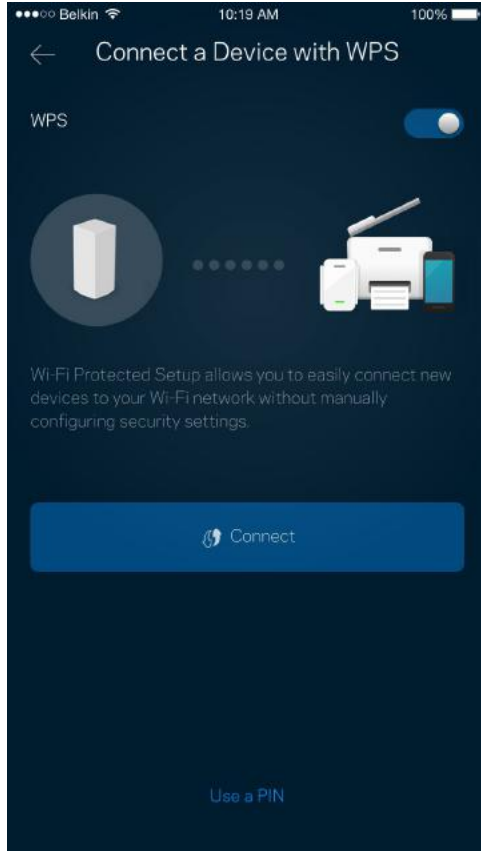 Belkin 10:19 AM 100%
Connect a Device with WPS
WPS
Wi-Fi Protected Setup allows you to easily connect new
devices to your Wi-Fi network without manually
configuring security settings.
Connect
Use a PIN